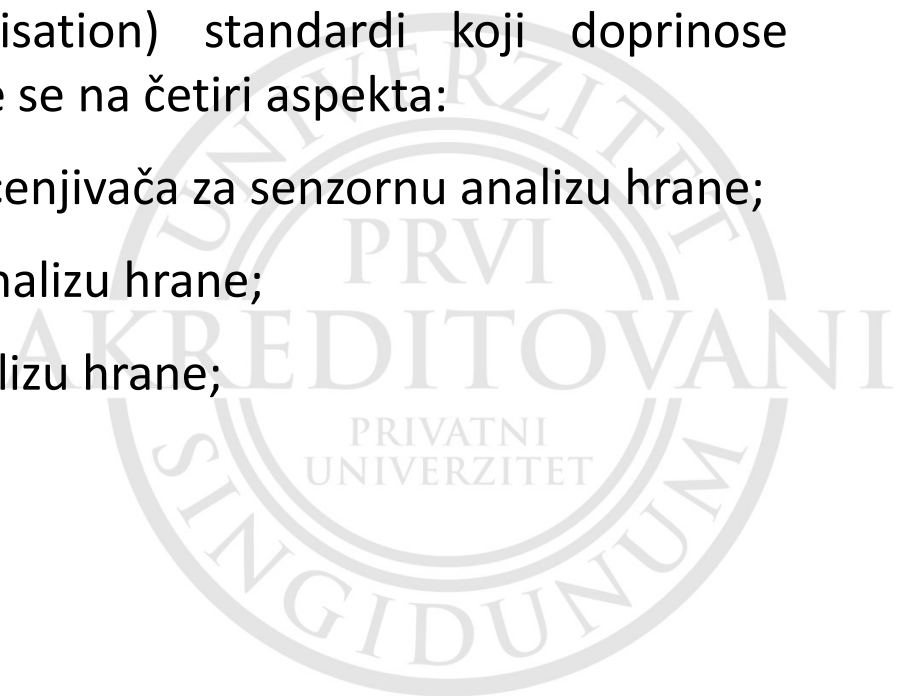 isation) standardi koji doprinose
e se na četiri aspekta:
cenjivača za senzornu analizu hrane;
nalizu hrane;
lizu hrane;
UNIVERZITET
PRVI
AKREDITOVANI
PRIVATNI
UNIVERZITET
SINGIDUNUM